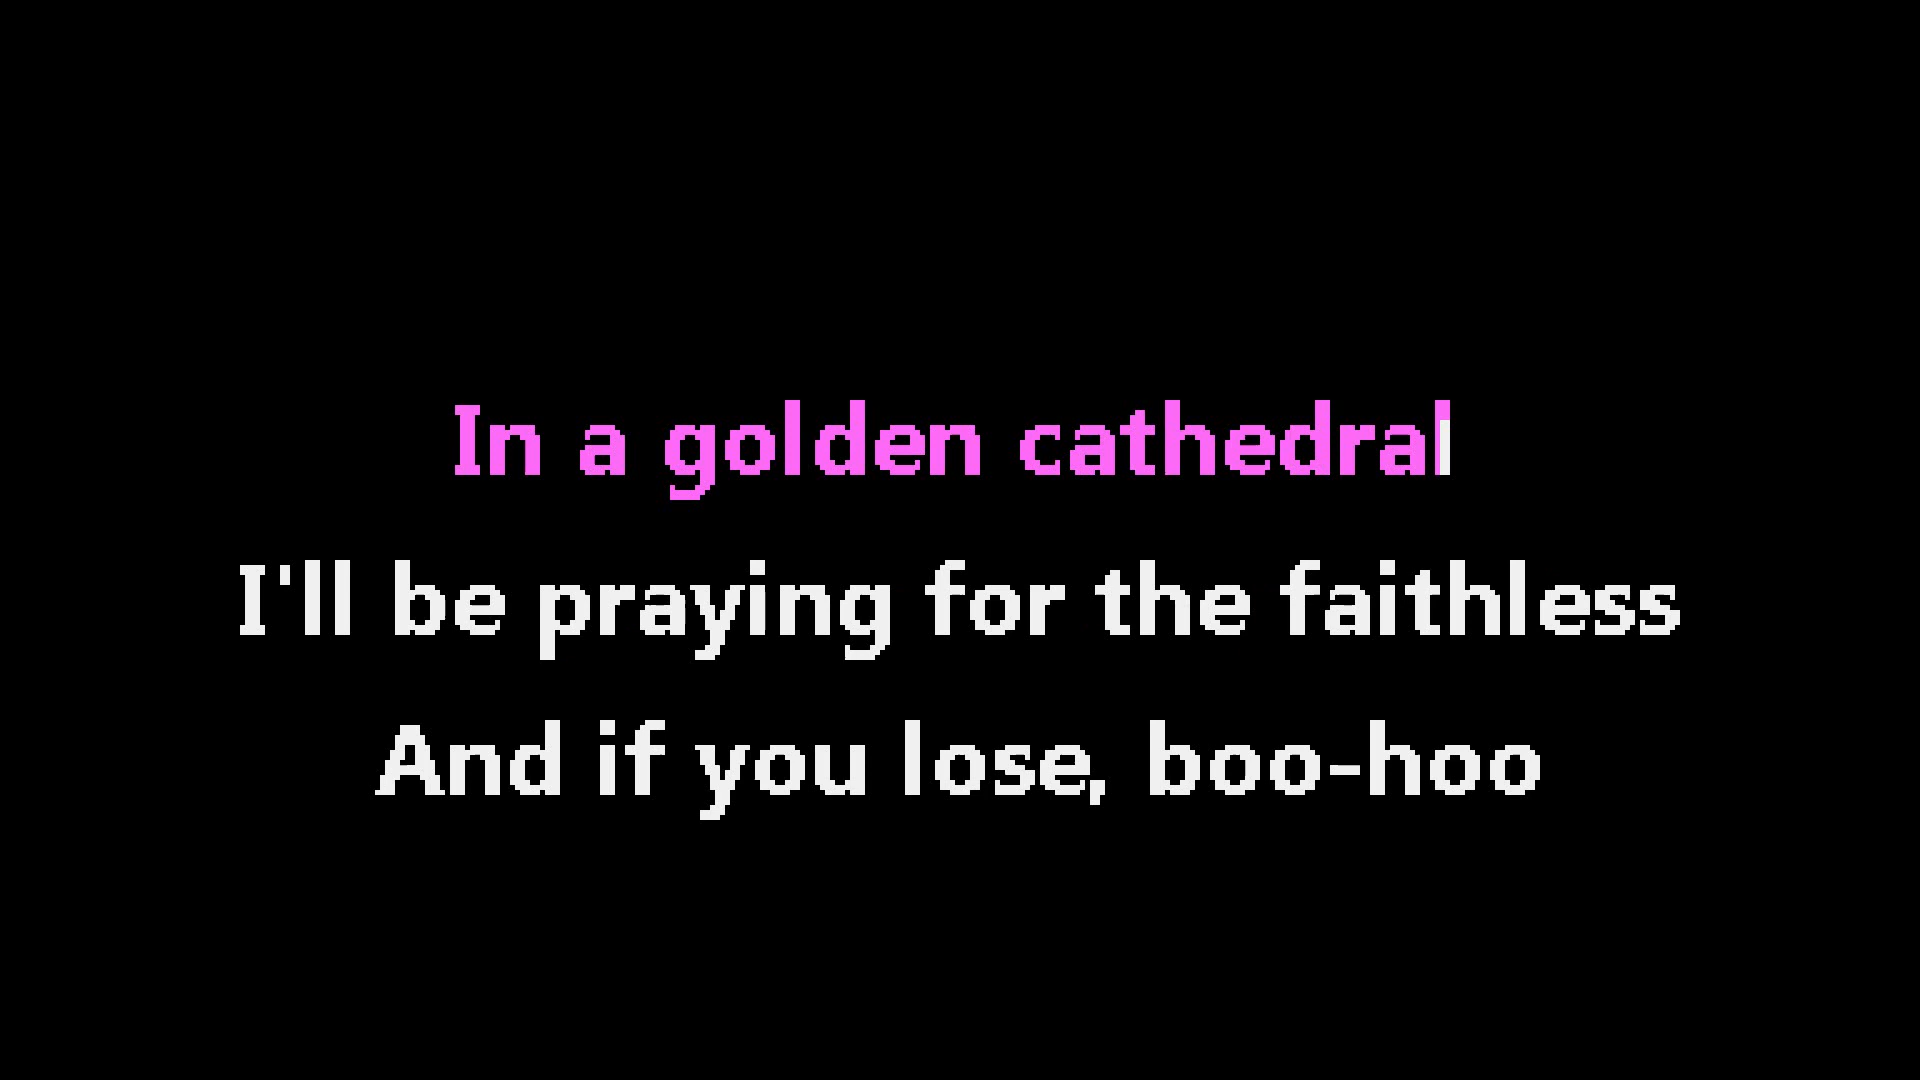 In a golden cathedral
I'll be praying for the faithless
And if you lose, boo-hoo